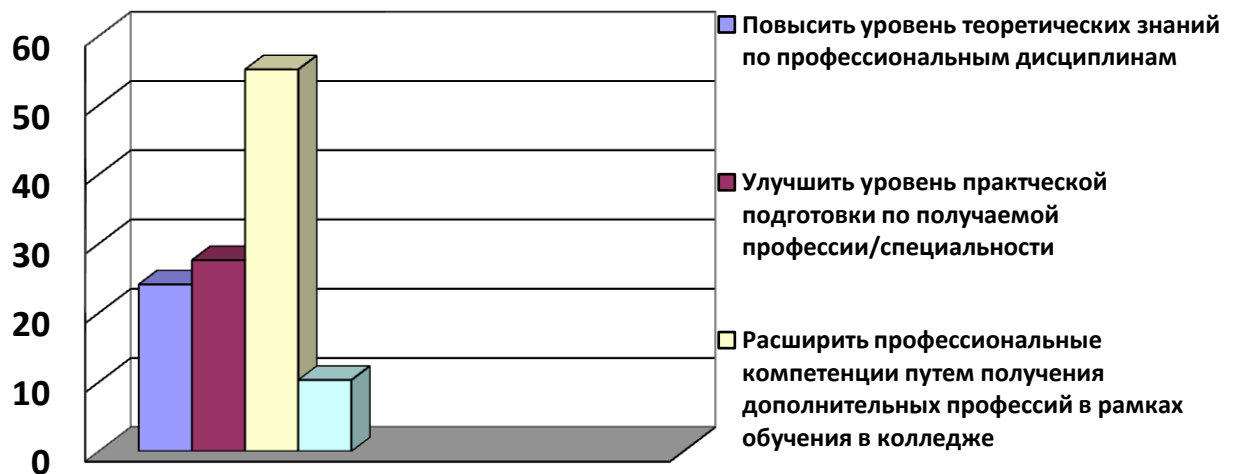 60
50
40
30
20
10
0
Повысить уровень теоретических знаний
по профессиональным дисциплинам
Улучшить уровень практческой
подготовки по получаемой
профессии/специальности
Расширить профессиональные
компетенции путем получения
дополнительных профессий в рамках
обучения в колледже